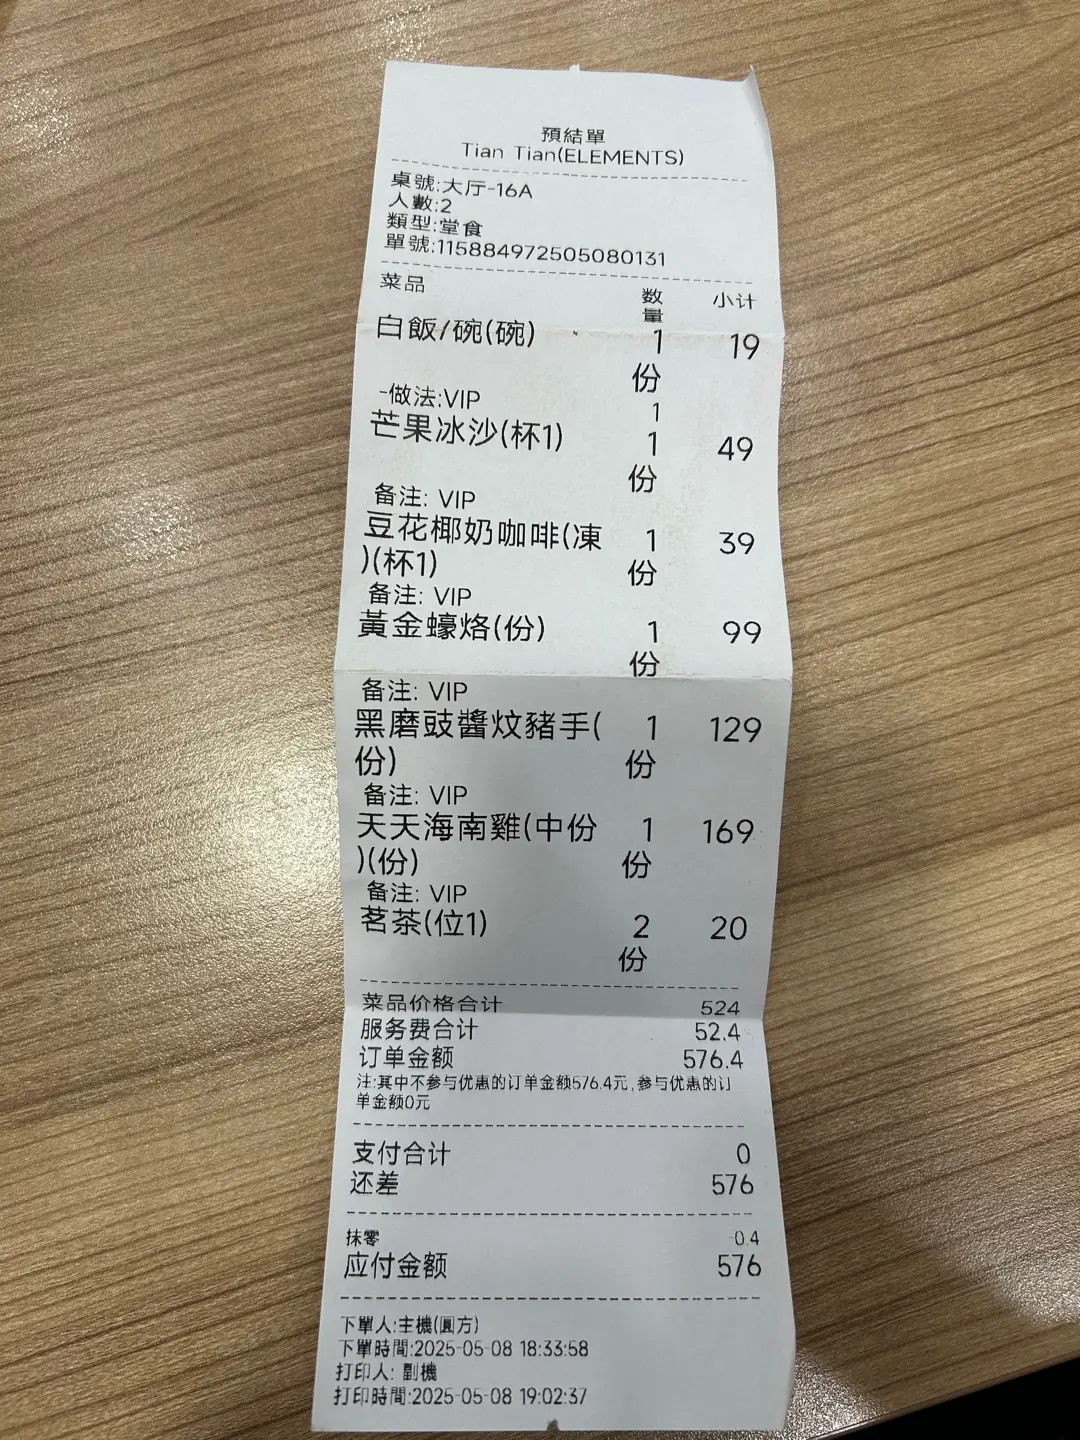 預結單
Tian Tian(ELEMENTS)
桌號:大厅-16A
人數:2
類型:堂食
單號:115884972505080131
菜品 数量 小计
白飯/碗(碗) 1份 19
-做法:VIP 1
芒果冰沙(杯1) 1份 49
备注: VIP
豆花椰奶咖啡(凍
)(杯1) 1份 39
备注: VIP
黃金蠔烙(份) 1份 99
备注: VIP
黑磨豉醬炆豬手(
份) 1份 129
备注: VIP
天天海南雞(中份
)(份) 1份 169
备注: VIP
茗茶(位1) 2份 20
菜品价格合计 524
服务费合计 52.4
订单金额 576.4
注:其中不参与优惠的订单金额576.4元,参与优惠的订
单金额0元
支付合计 0
还差 576
抹零 -0.4
应付金额 576
下單人:主機(圓方)
下單時間:2025-05-08 18:33:58
打印人: 副機
打印時間:2025-05-08 19:02:37